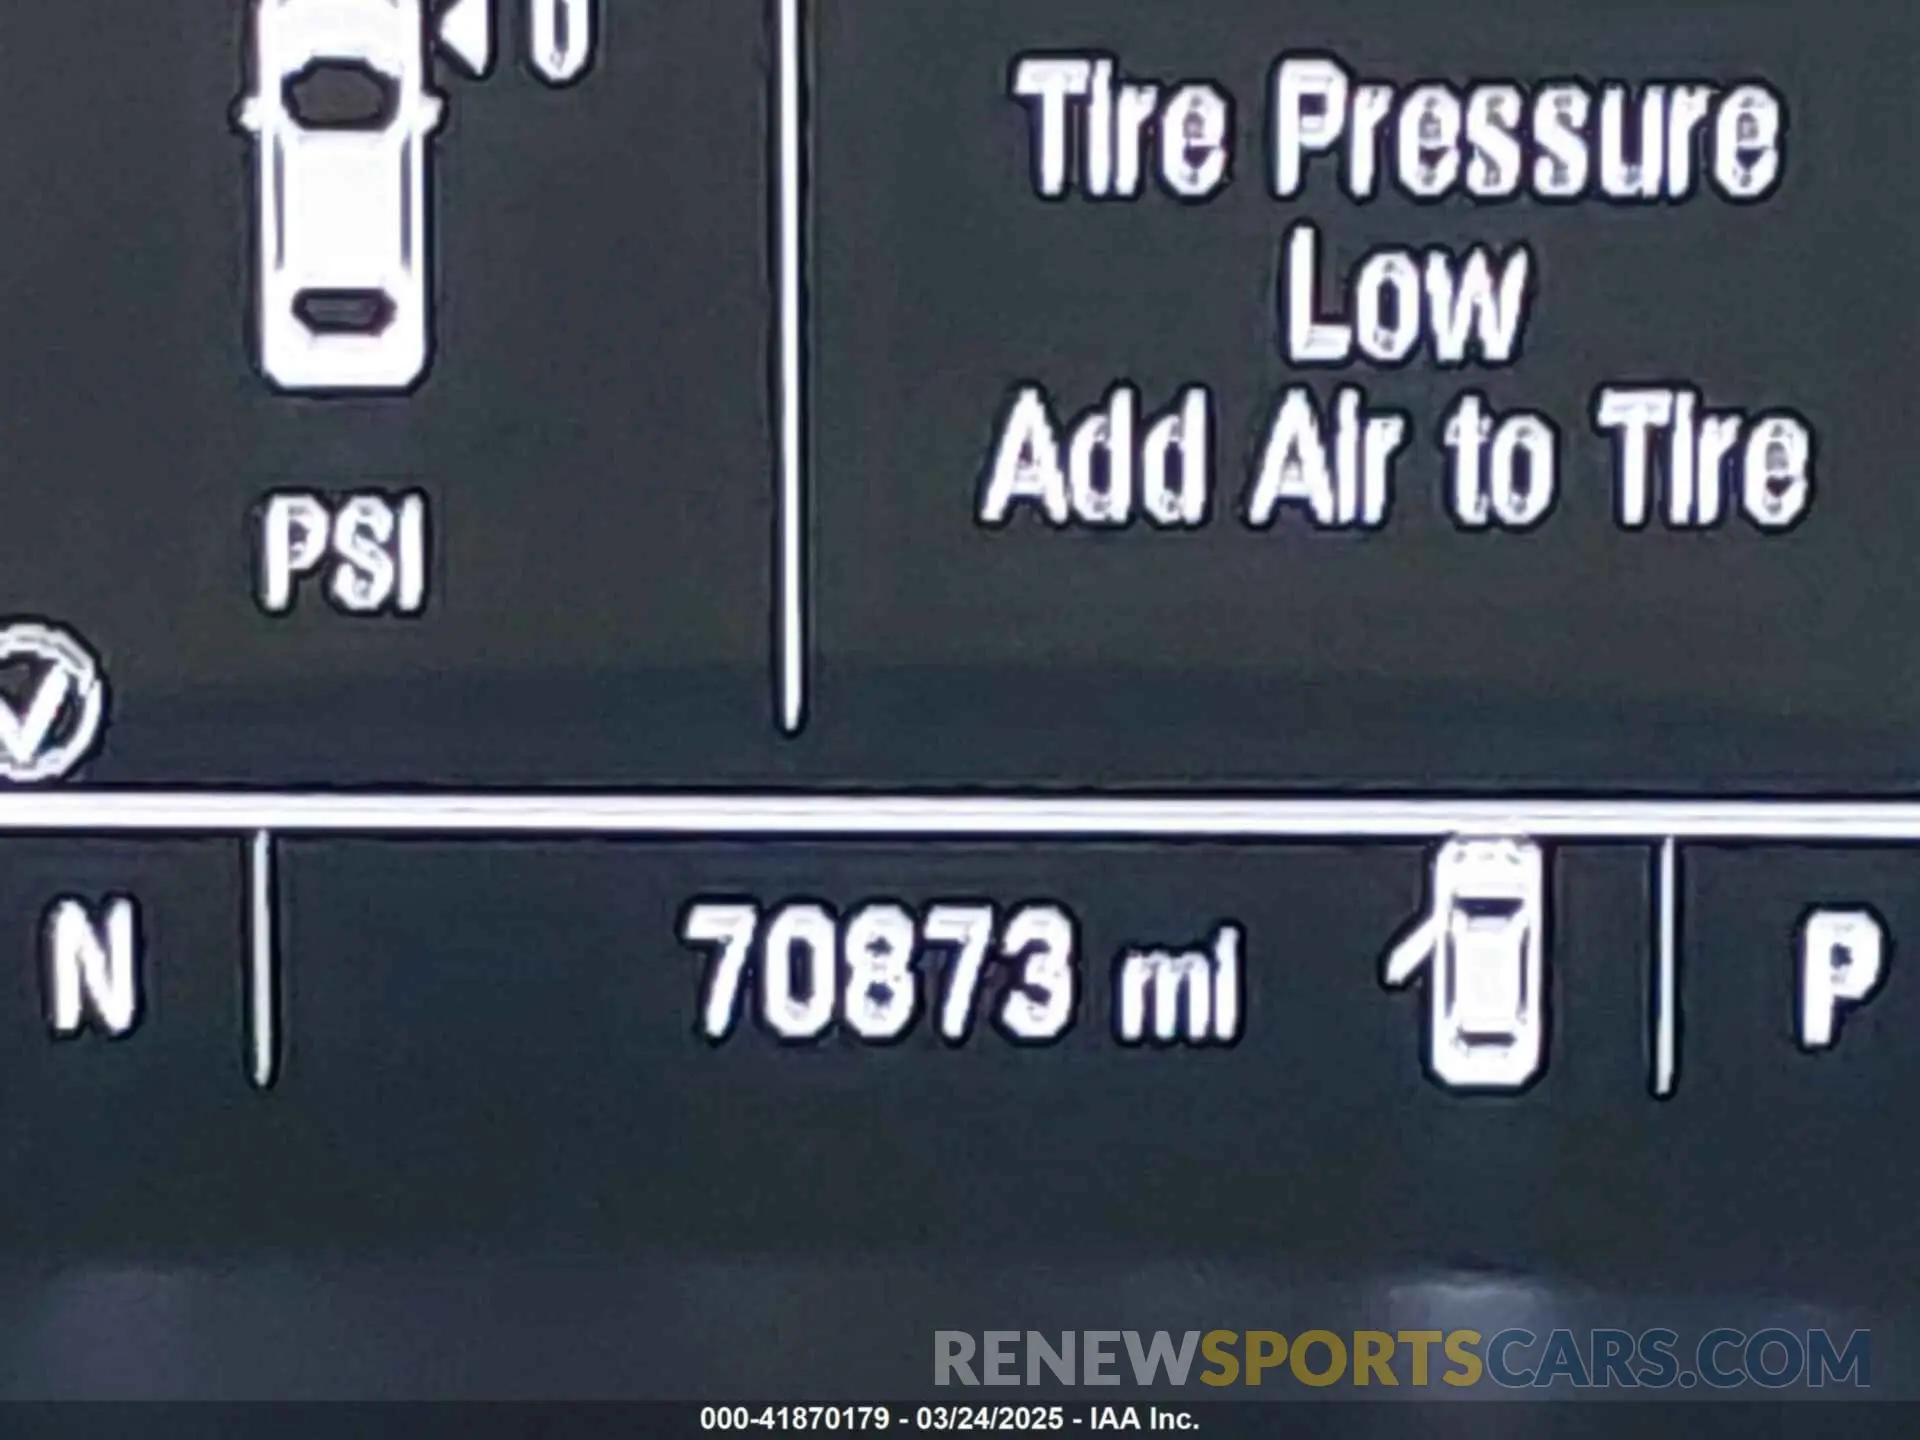 0
Tire Pressure
Low
Add Air to Tire
PSI
N
70873 mi
P
RENEWSPORTSCARS.COM
000-41870179 - 03/24/2025 - IAA Inc.